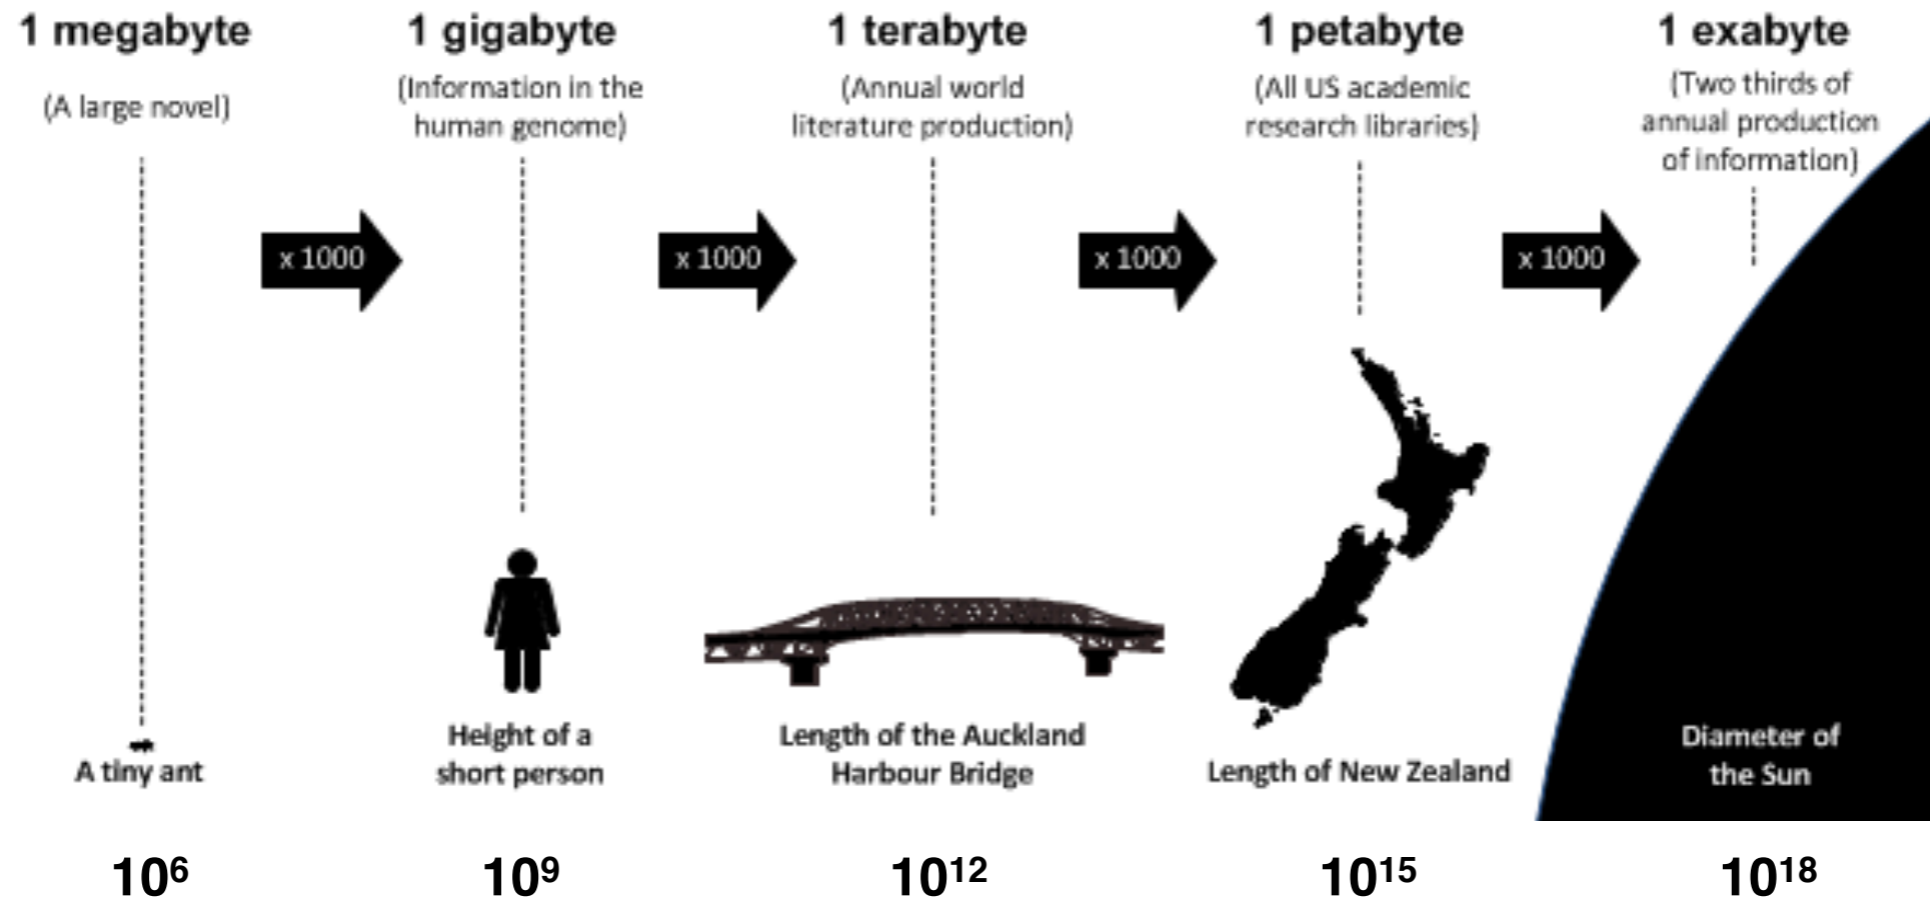 1 megabyte
(A large novel)
A tiny ant
10⁶
x 1000
1 gigabyte
(Information in the
human genome)
Height of a
short person
10⁹
x 1000
1 terabyte
(Annual world
literature production)
Length of the Auckland
Harbour Bridge
10¹²
x 1000
1 petabyte
(All US academic
research libraries)
Length of New Zealand
10¹⁵
x 1000
1 exabyte
(Two thirds of
annual production
of information)
Diameter of
the Sun
10¹⁸